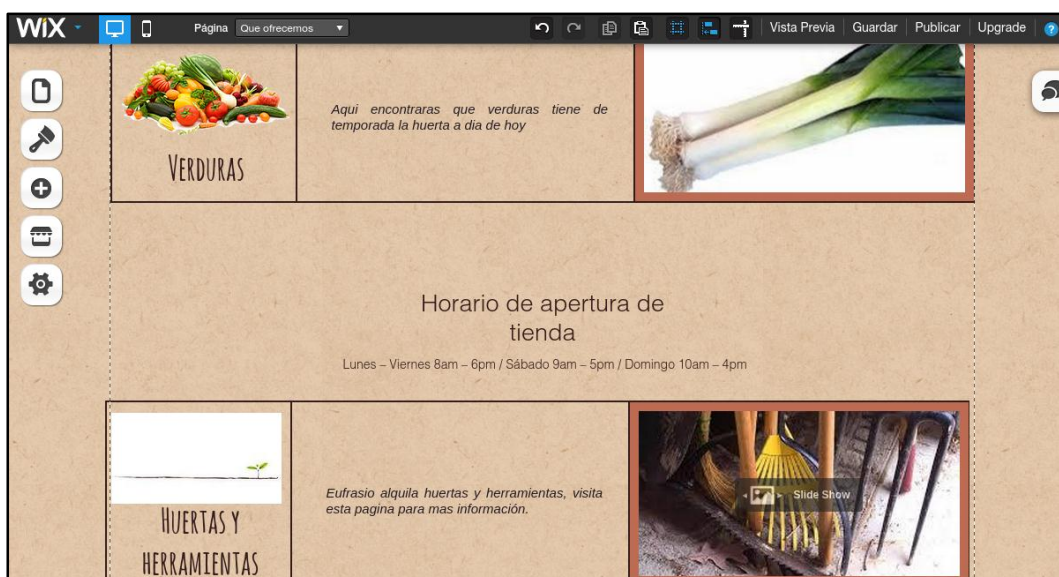 WiX
Página Que ofrecemos
Vista Previa Guardar Publicar Upgrade ?
Aqui encontraras que verduras tiene de
temporada la huerta a dia de hoy
VERDURAS
Horario de apertura de
tienda
Lunes – Viernes 8am – 6pm / Sábado 9am – 5pm / Domingo 10am – 4pm
Eufrasio alquila huertas y herramientas, visita
esta pagina para mas información.
Slide Show
HUERTAS Y
HERRAMIENTAS